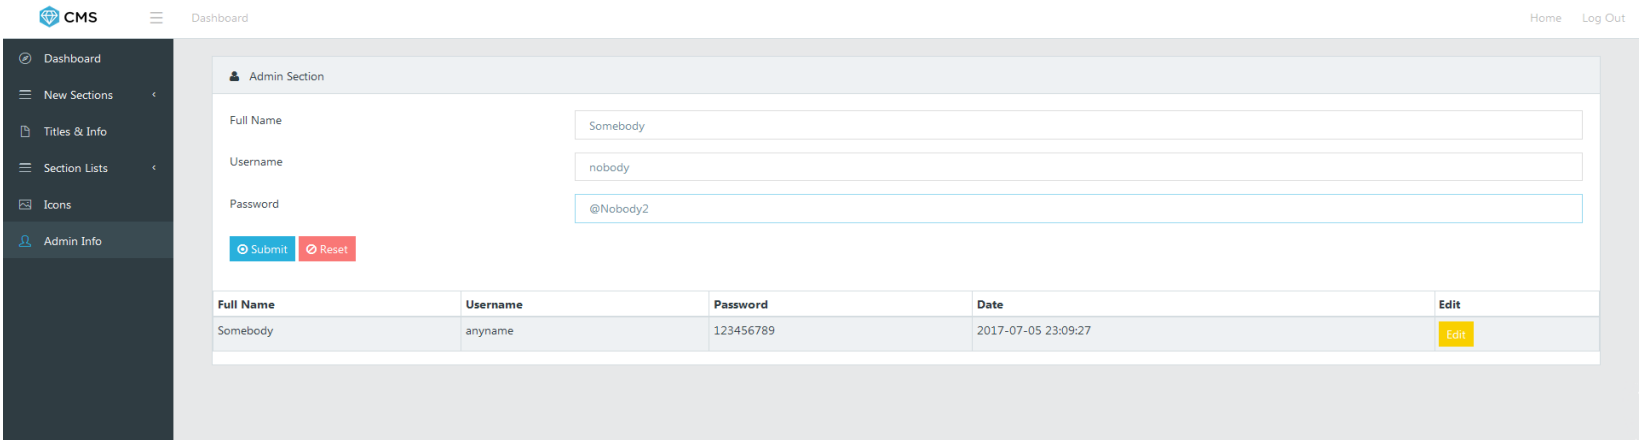 CMS Dashboard Home Log Out
Dashboard
New Sections
Titles & Info
Section Lists
Icons
Admin Info
Admin Section
Full Name Somebody
Username nobody
Password @Nobody2
Submit Reset
Full Name Username Password Date Edit
Somebody anyname 123456789 2017-07-05 23:09:27 Edit